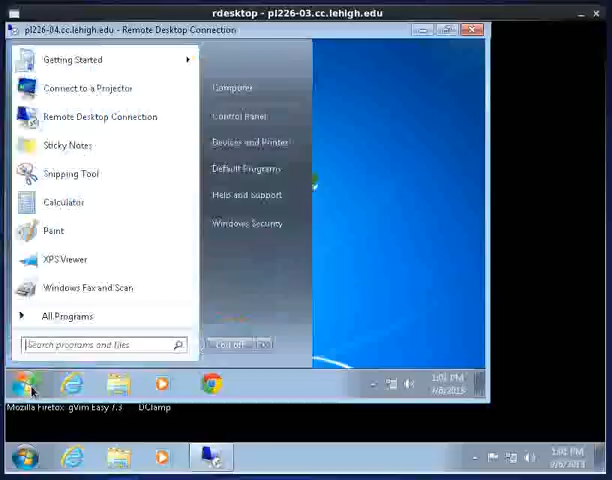 rdesktop - pl226-03.cc.lehigh.edu
pl226-04.cc.lehigh.edu - Remote Desktop Connection
Getting Started
Connect to a Projector
Remote Desktop Connection
Sticky Notes
Snipping Tool
Calculator
Paint
XPS Viewer
Windows Fax and Scan
All Programs
Search programs and files
Computer
Control Panel
Devices and Printers
Default Programs
Help and Support
Windows Security
Log off
1:01 PM
Mozilla Firefox gVim Easy 7.3 DClamp
1:01 PM